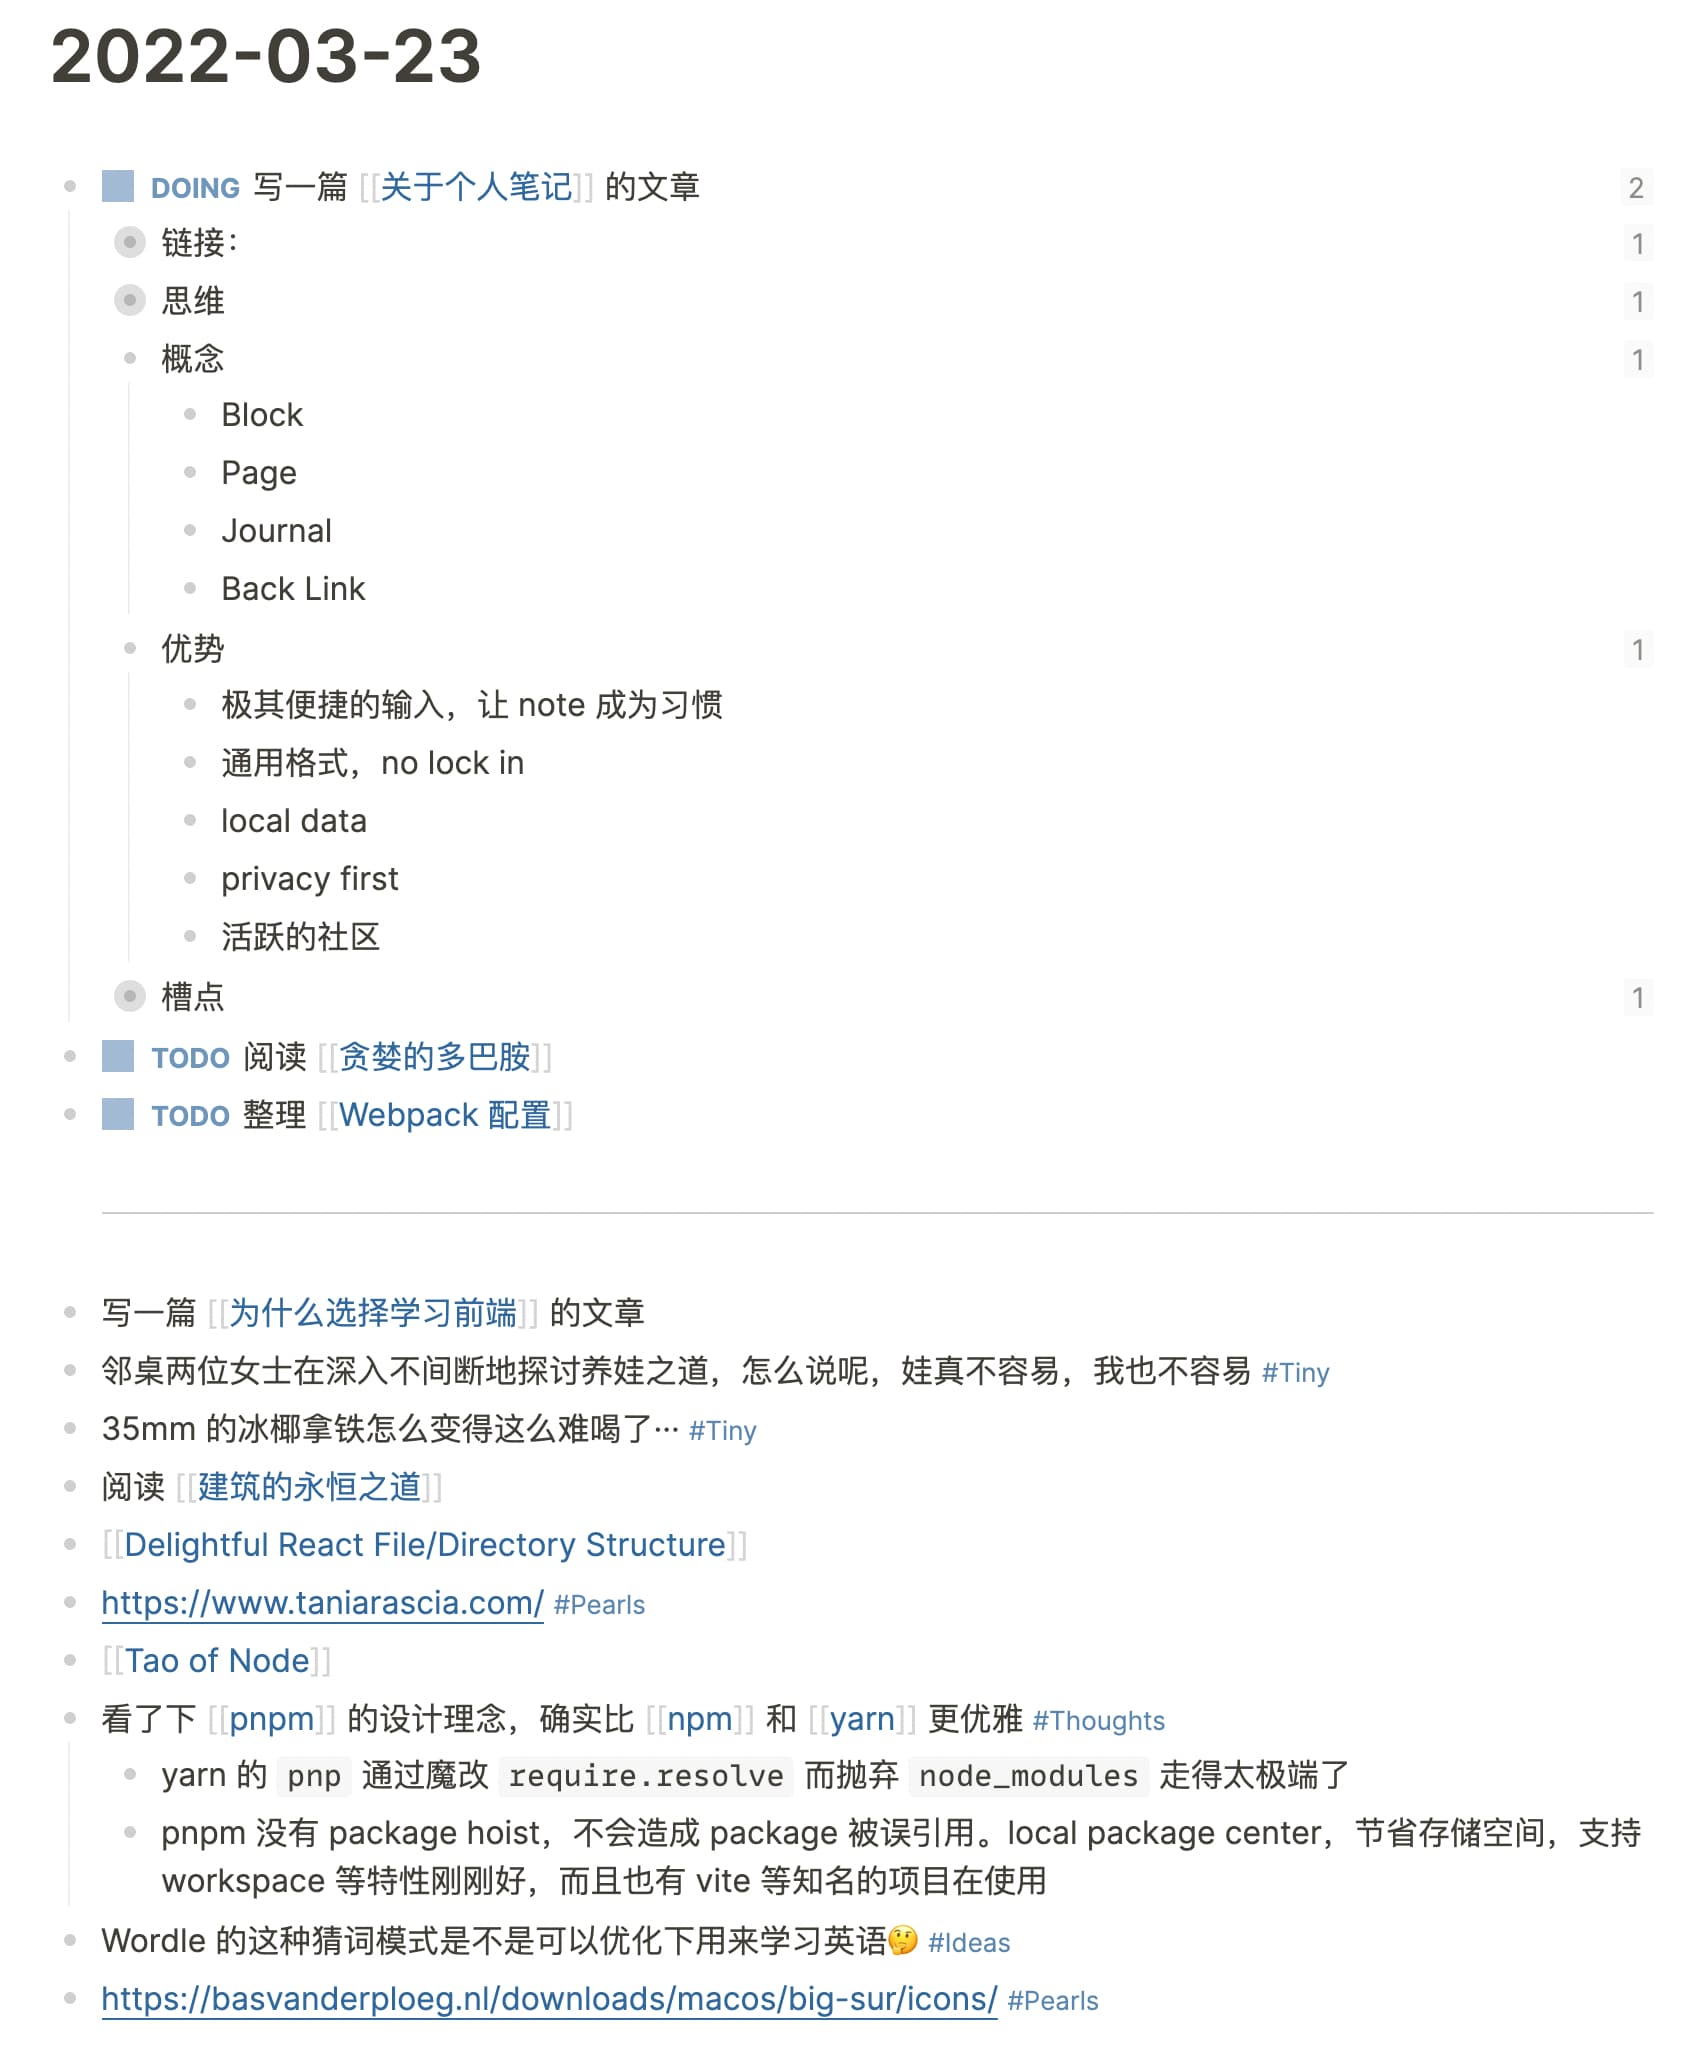 2022-03-23
DOING 写一篇 [[关于个人笔记]] 的文章 2
链接： 1
思维 1
概念 1
Block
Page
Journal
Back Link
优势 1
极其便捷的输入，让 note 成为习惯
通用格式，no lock in
local data
privacy first
活跃的社区
槽点 1
TODO 阅读 [[贪婪的多巴胺]]
TODO 整理 [[Webpack 配置]]
写一篇 [[为什么选择学习前端]] 的文章
邻桌两位女士在深入不间断地探讨养娃之道，怎么说呢，娃真不容易，我也不容易 #Tiny
35mm 的冰椰拿铁怎么变得这么难喝了… #Tiny
阅读 [[建筑的永恒之道]]
[[Delightful React File/Directory Structure]]
https://www.taniarascia.com/ #Pearls
[[Tao of Node]]
看了下 [[pnpm]] 的设计理念，确实比 [[npm]] 和 [[yarn]] 更优雅 #Thoughts
yarn 的 pnp 通过魔改 require.resolve 而抛弃 node_modules 走得太极端了
pnpm 没有 package hoist，不会造成 package 被误引用。local package center，节省存储空间，支持
workspace 等特性刚刚好，而且也有 vite 等知名的项目在使用
Wordle 的这种猜词模式是不是可以优化下用来学习英语🤔 #Ideas
https://basvanderploeg.nl/downloads/macos/big-sur/icons/ #Pearls